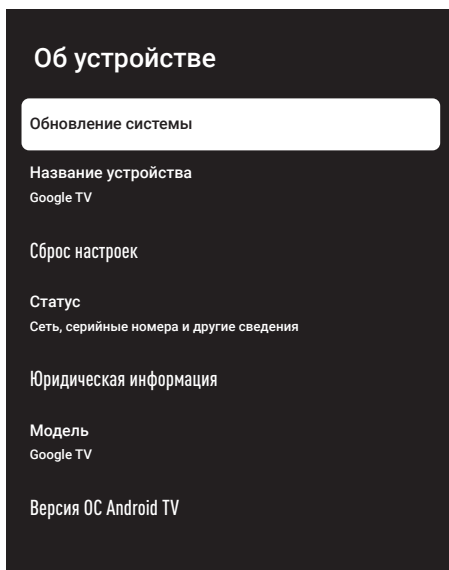 Об устройстве
Обновление системы
Название устройства
Google TV
Сброс настроек
Статус
Сеть, серийные номера и другие сведения
Юридическая информация
Модель
Google TV
Версия ОС Android TV